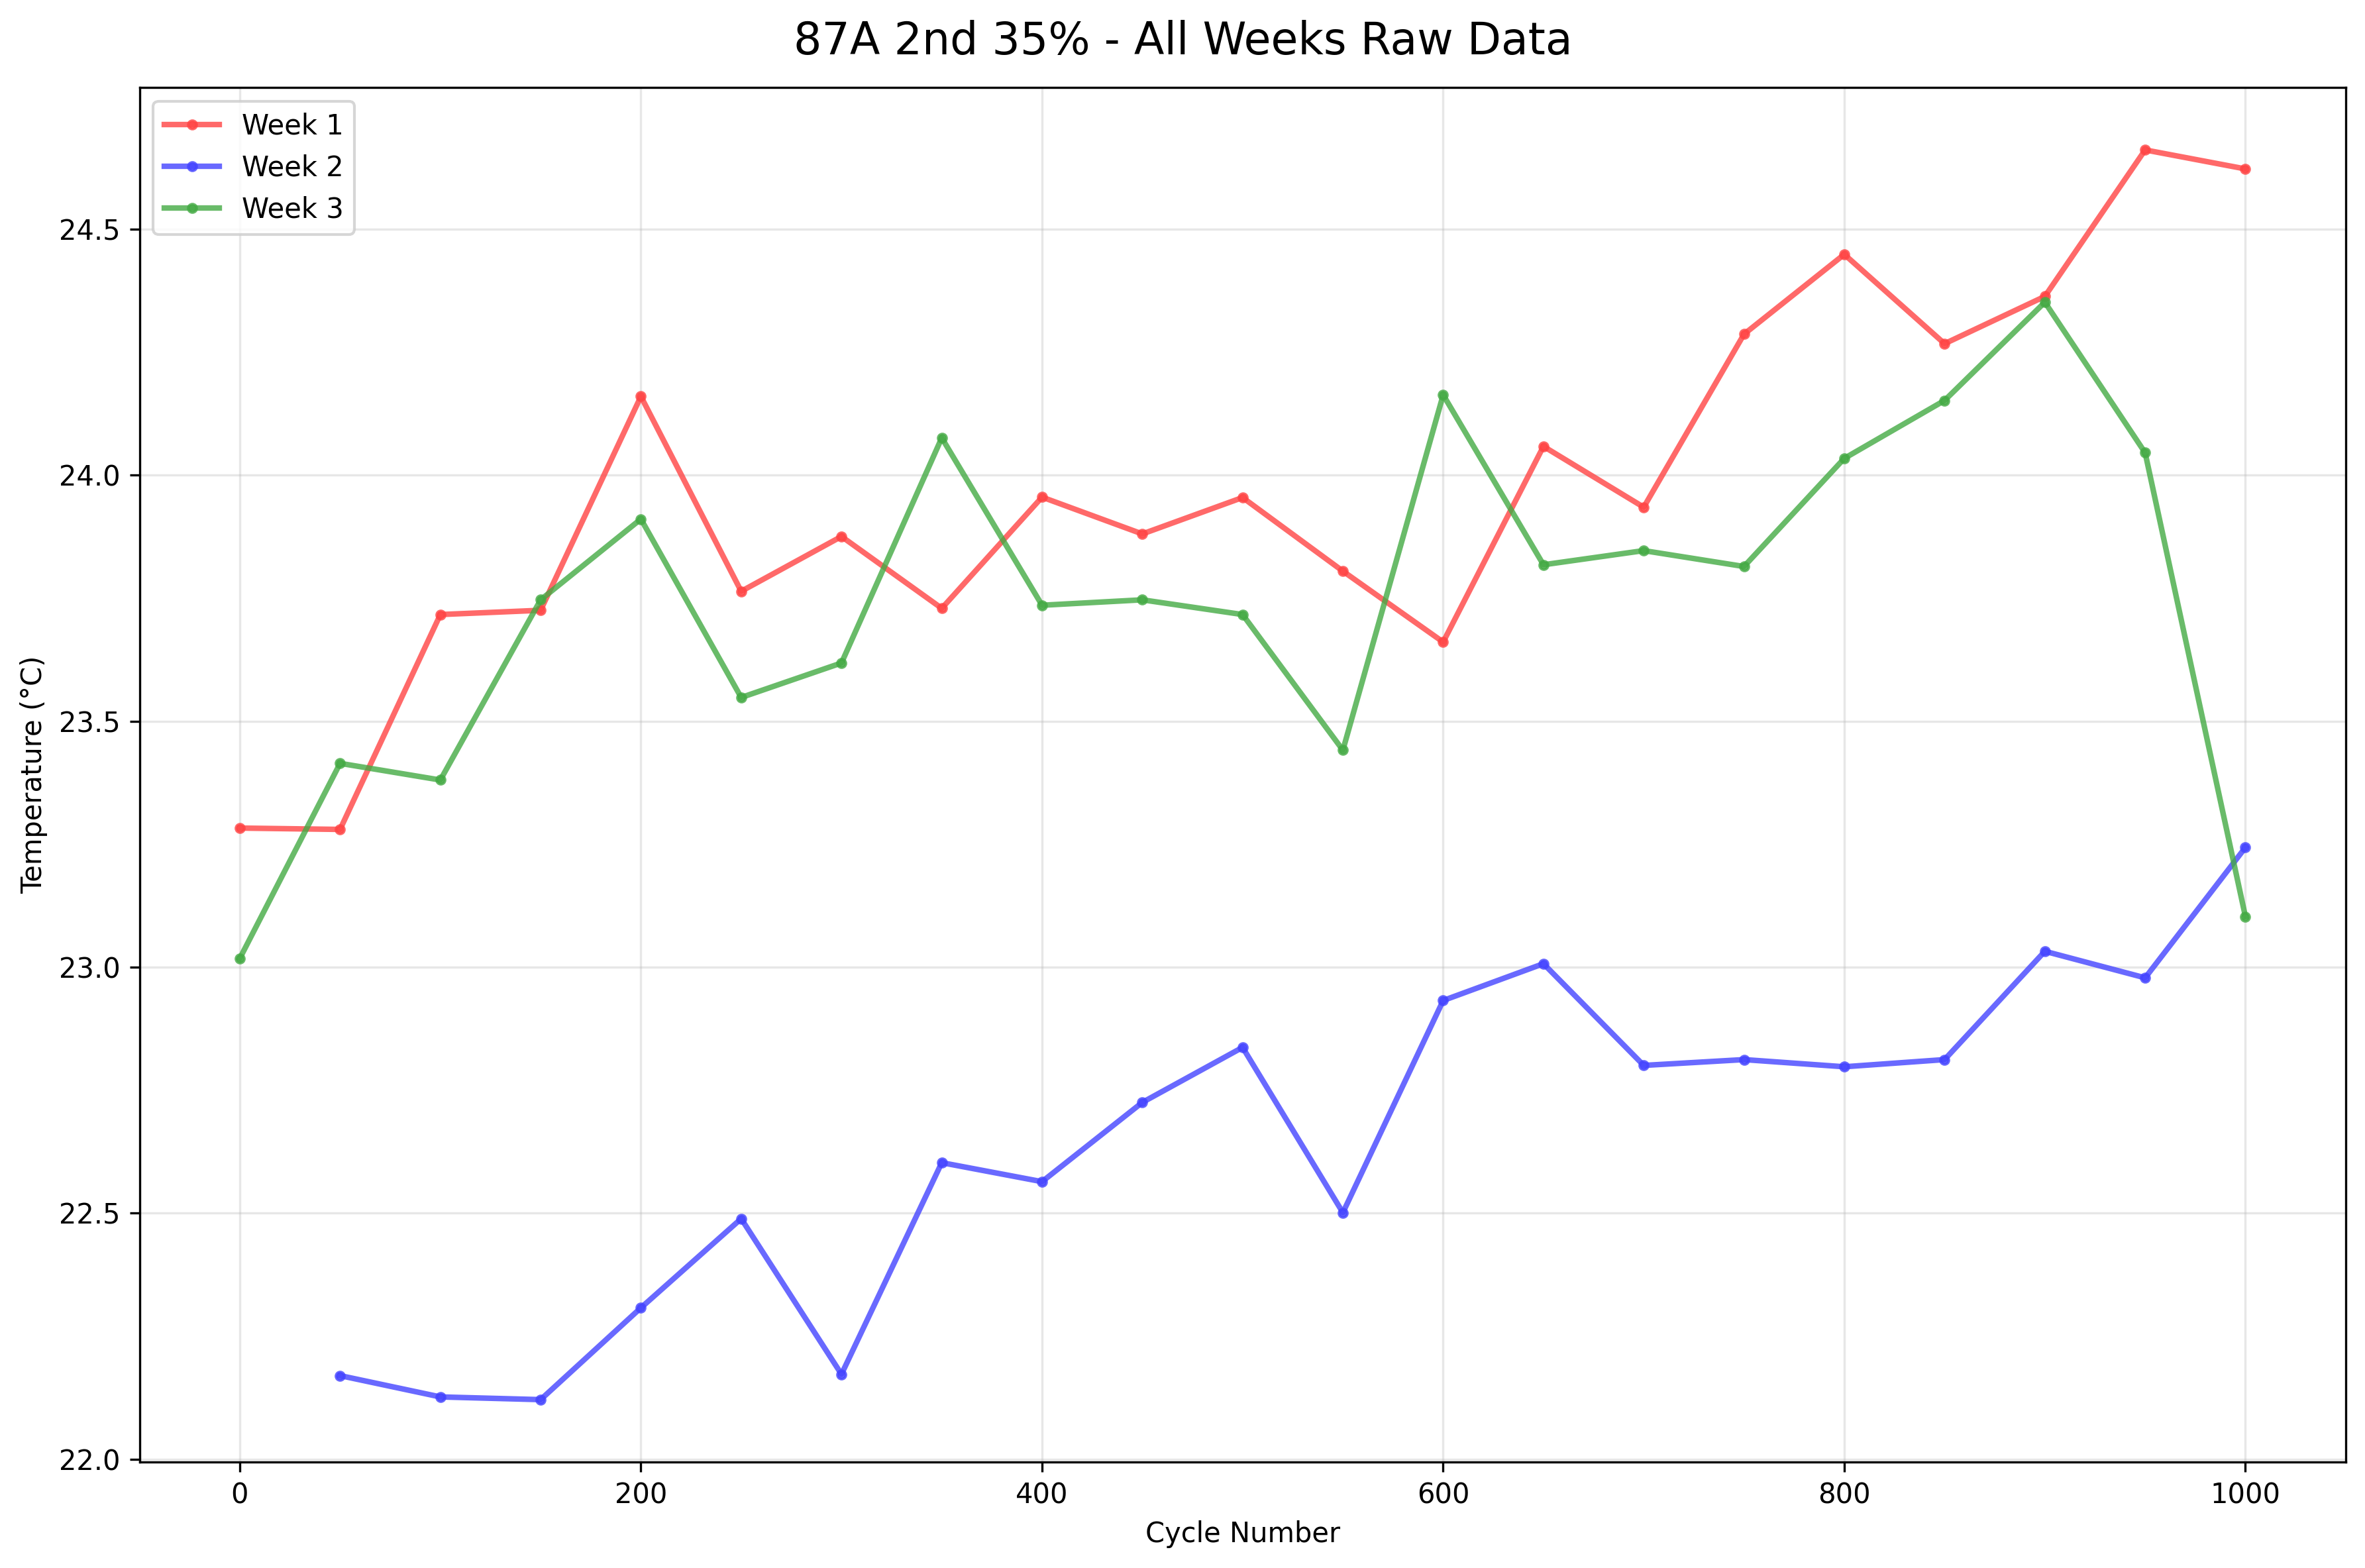 87A 2nd 35% - All Weeks Raw Data
Week 1
Week 2
Week 3
Temperature (°C)
24.5
24.0
23.5
23.0
22.5
22.0
0 200 400 600 800 1000
Cycle Number